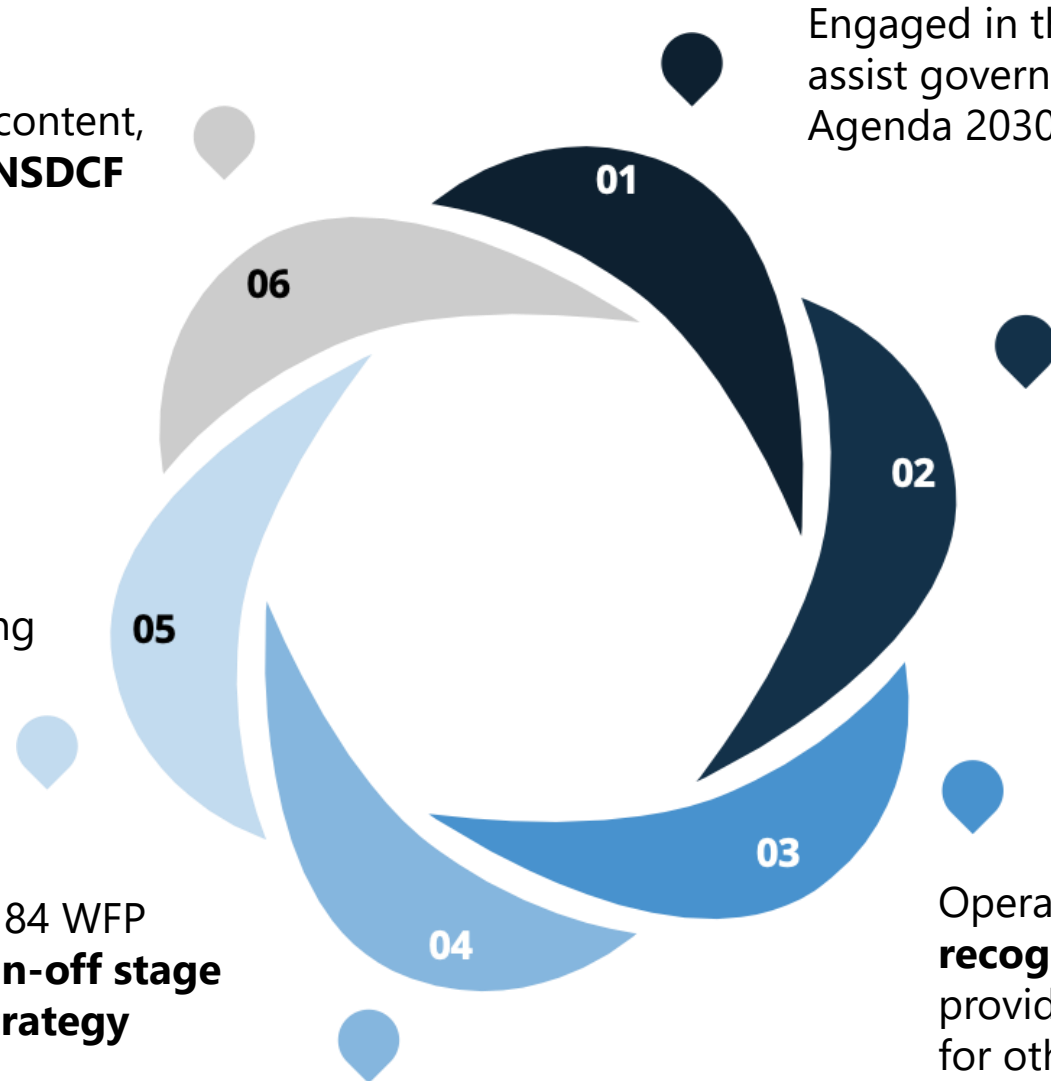 Engaged in th
assist govern
Agenda 2030
content,
NSDCF
01
06
02
05
ng
03
04
84 WFP
n-off stage
rategy
Opera
recog
provid
for oth